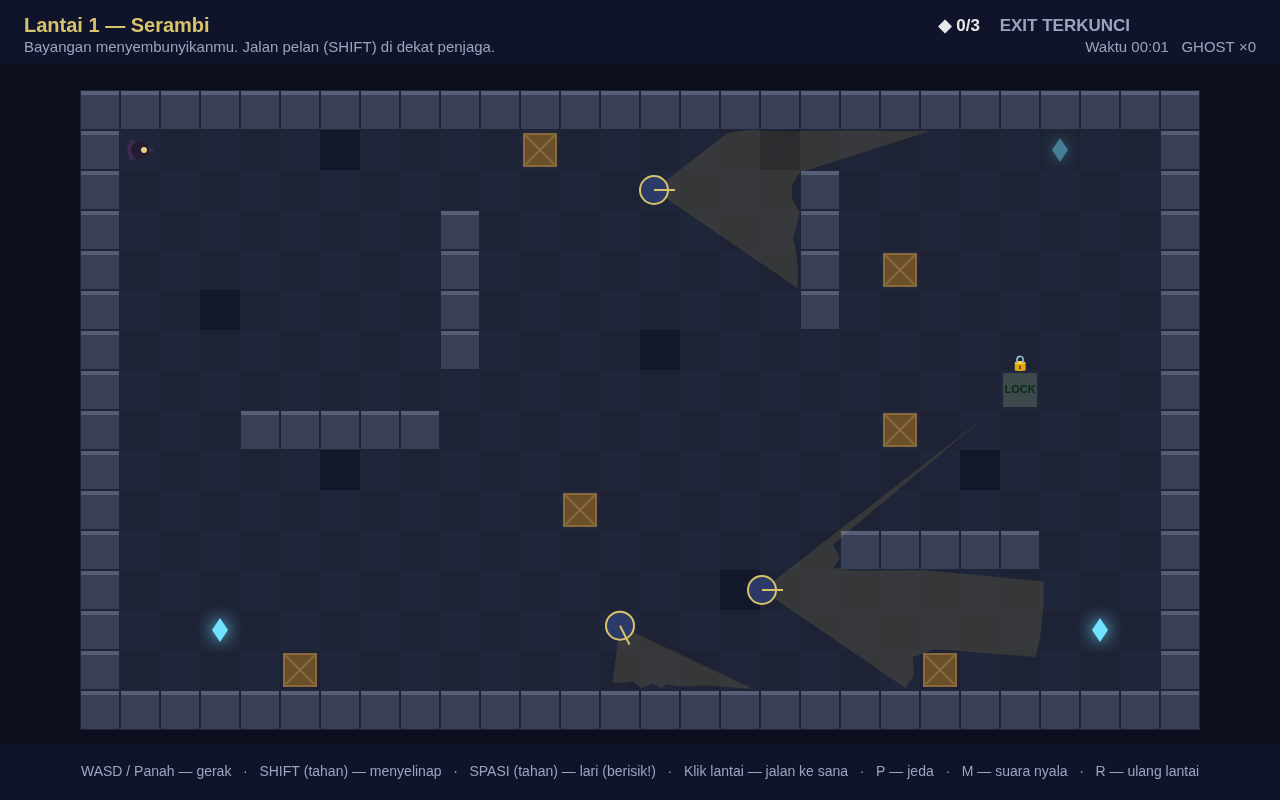 Lantai 1 — Serambi
◆ 0/3 EXIT TERKUNCI
Bayangan menyembunyikanmu. Jalan pelan (SHIFT) di dekat penjaga.
Waktu 00:01 GHOST ×0
LOCK
WASD / Panah — gerak · SHIFT (tahan) — menyelinap · SPASI (tahan) — lari (berisik!) · Klik lantai — jalan ke sana · P — jeda · M — suara nyala · R — ulang lantai